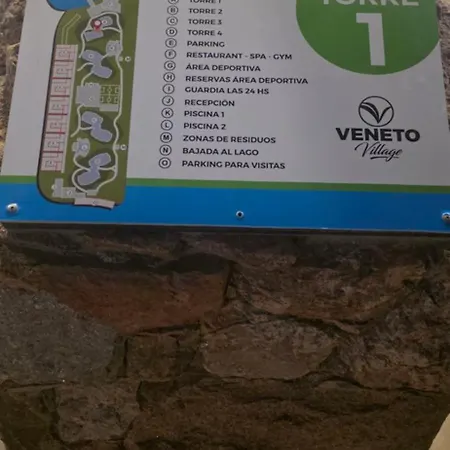 A TORRE 1
B TORRE 2
C TORRE 3
D TORRE 4
E PARKING
F RESTAURANT - SPA - GYM
G ÁREA DEPORTIVA
H RESERVAS ÁREA DEPORTIVA
I GUARDIA LAS 24 HS
J RECEPCIÓN
K PISCINA 1
L PISCINA 2
M ZONAS DE RESIDUOS
N BAJADA AL LAGO
O PARKING PARA VISITAS
TORRE
1
VENETO
Village